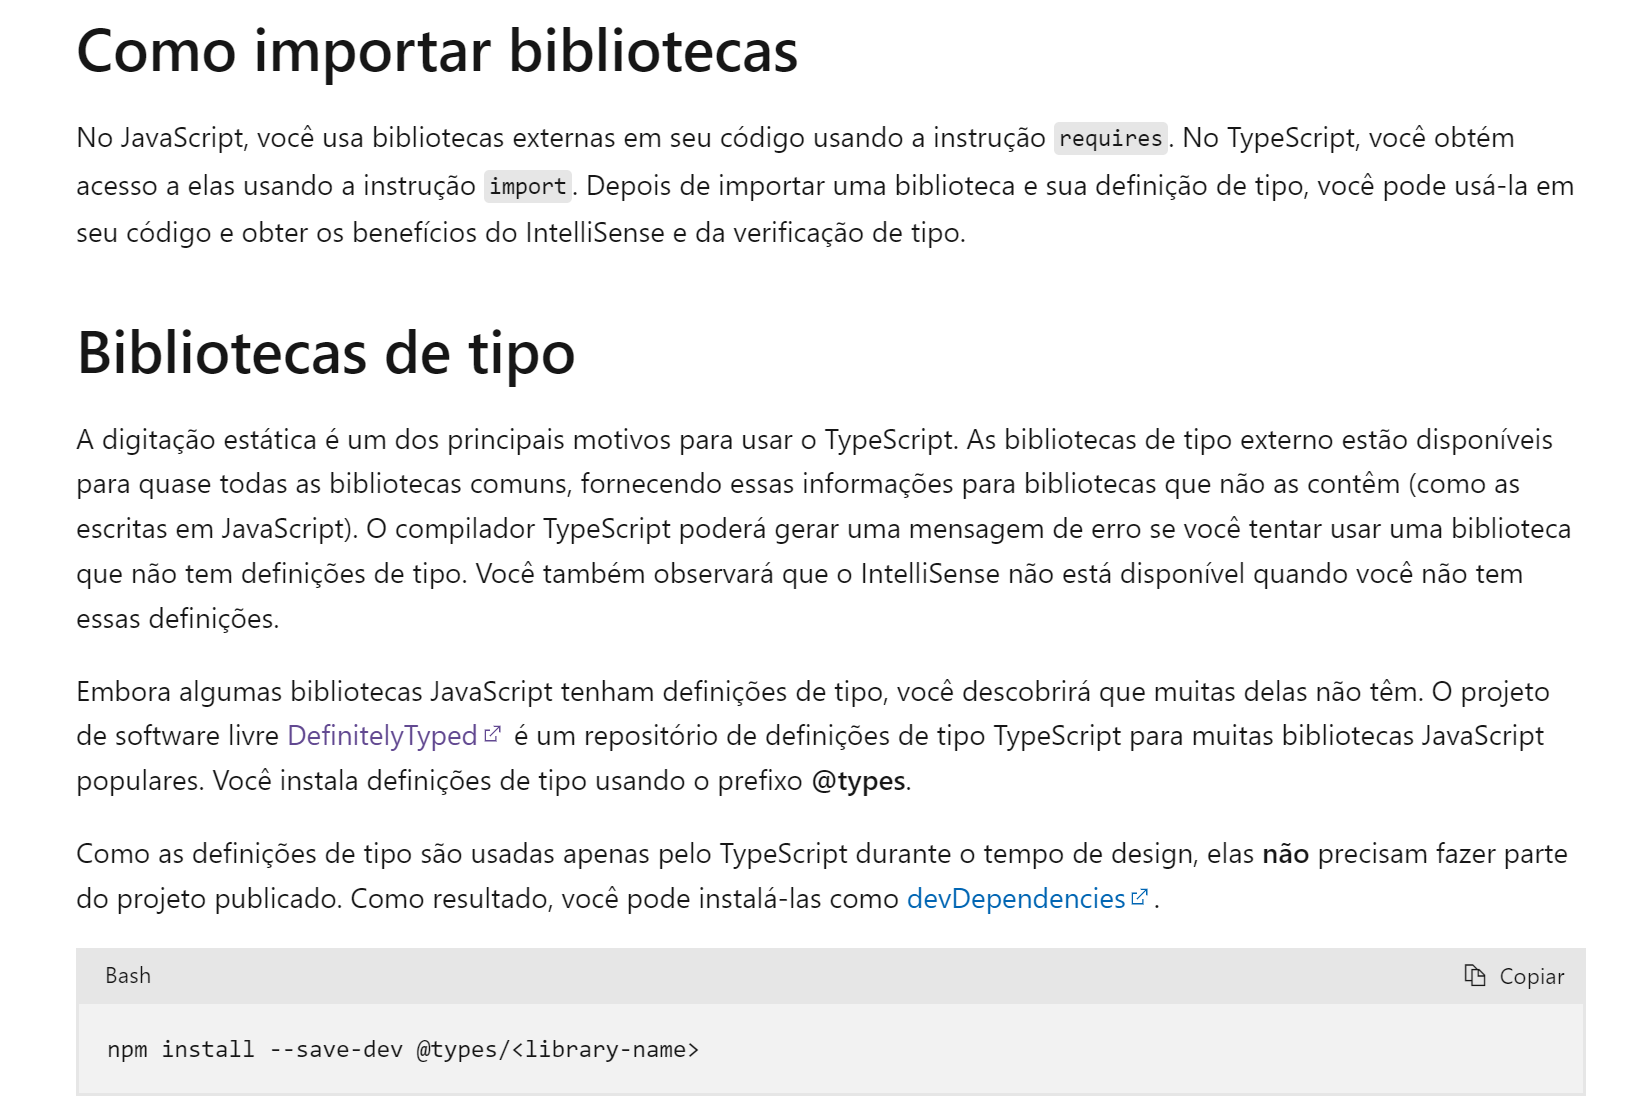 Como importar bibliotecas
No JavaScript, você usa bibliotecas externas em seu código usando a instrução requires. No TypeScript, você obtém
acesso a elas usando a instrução import. Depois de importar uma biblioteca e sua definição de tipo, você pode usá-la em
seu código e obter os benefícios do IntelliSense e da verificação de tipo.
Bibliotecas de tipo
A digitação estática é um dos principais motivos para usar o TypeScript. As bibliotecas de tipo externo estão disponíveis
para quase todas as bibliotecas comuns, fornecendo essas informações para bibliotecas que não as contêm (como as
escritas em JavaScript). O compilador TypeScript poderá gerar uma mensagem de erro se você tentar usar uma biblioteca
que não tem definições de tipo. Você também observará que o IntelliSense não está disponível quando você não tem
essas definições.
Embora algumas bibliotecas JavaScript tenham definições de tipo, você descobrirá que muitas delas não têm. O projeto
de software livre DefinitelyTyped é um repositório de definições de tipo TypeScript para muitas bibliotecas JavaScript
populares. Você instala definições de tipo usando o prefixo @types.
Como as definições de tipo são usadas apenas pelo TypeScript durante o tempo de design, elas não precisam fazer parte
do projeto publicado. Como resultado, você pode instalá-las como devDependencies.
Bash Copiar
npm install --save-dev @types/<library-name>